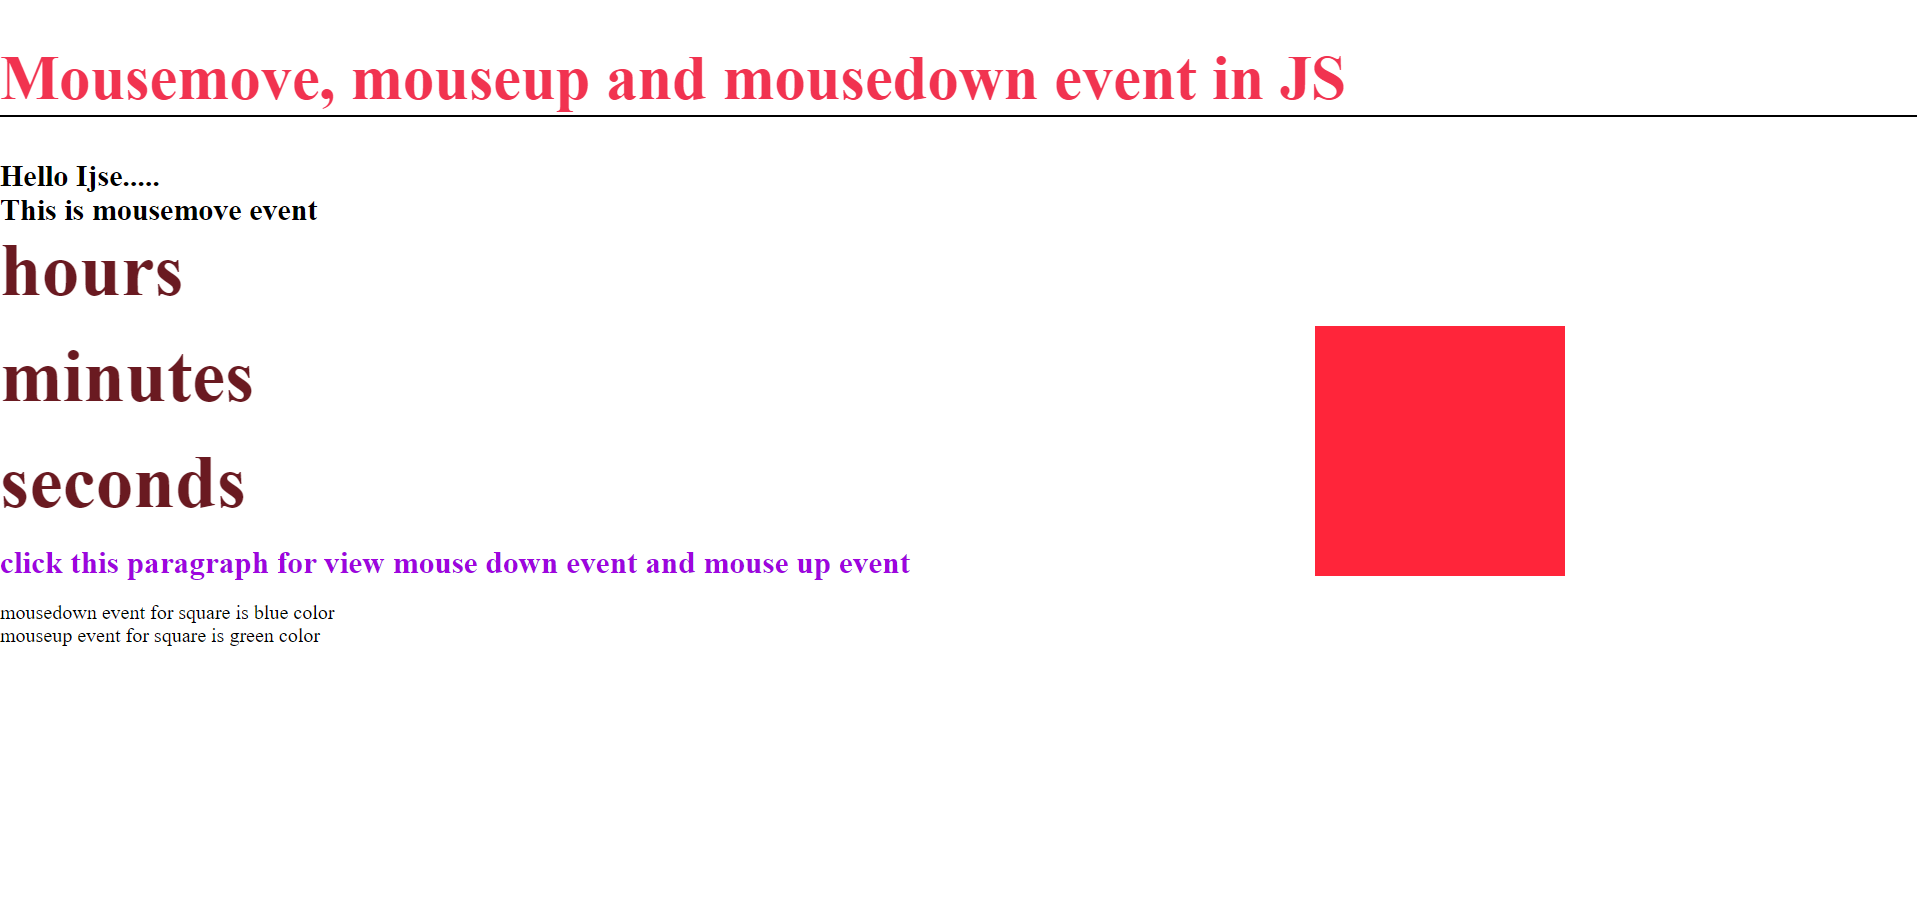 Mousemove, mouseup and mousedown event in JS
Hello Ijse.....
This is mousemove event
hours
minutes
seconds
click this paragraph for view mouse down event and mouse up event
mousedown event for square is blue color
mouseup event for square is green color